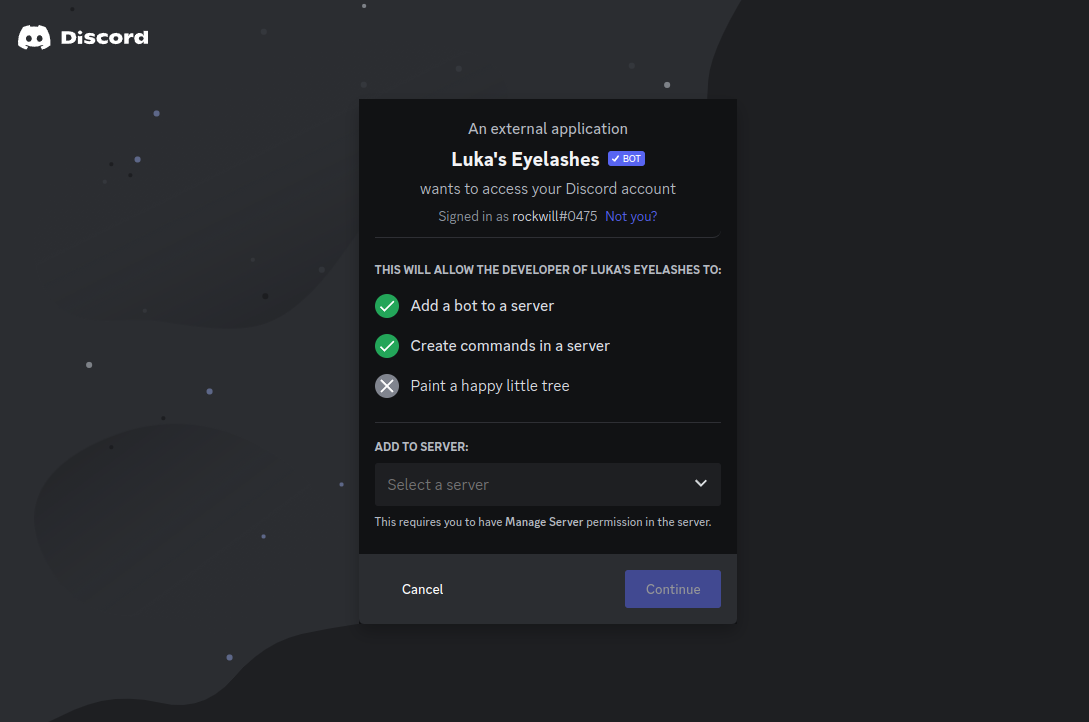 Discord
An external application
Luka's Eyelashes BOT
wants to access your Discord account
Signed in as rockwill#0475 Not you?
THIS WILL ALLOW THE DEVELOPER OF LUKA'S EYELASHES TO:
Add a bot to a server
Create commands in a server
Paint a happy little tree
ADD TO SERVER:
Select a server
This requires you to have Manage Server permission in the server.
Cancel
Continue